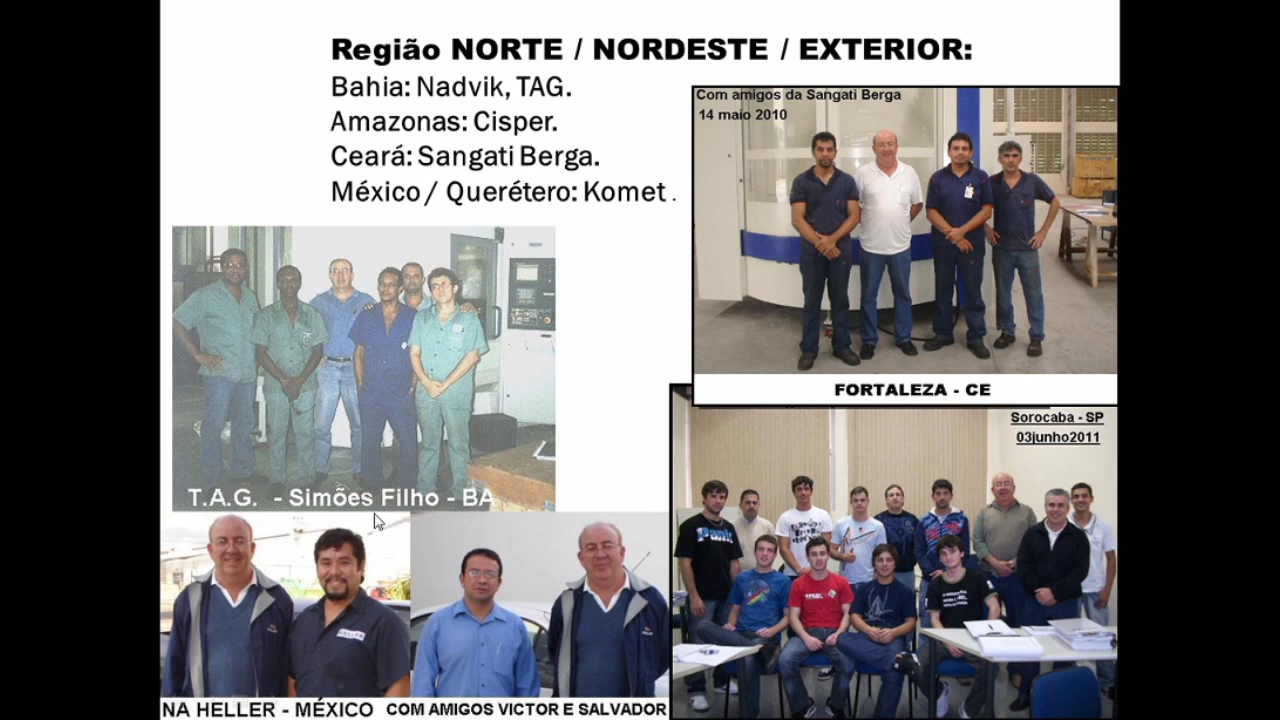 Região NORTE / NORDESTE / EXTERIOR:
Bahia: Nadvik, TAG.
Amazonas: Cisper.
Ceará: Sangati Berga.
México / Querétero: Komet .
Com amigos da Sangati Berga
14 maio 2010
FORTALEZA - CE
T.A.G. - Simões Filho - BA
Sorocaba - SP
03junho2011
HELLER
NA HELLER - MÉXICO
COM AMIGOS VICTOR E SALVADOR